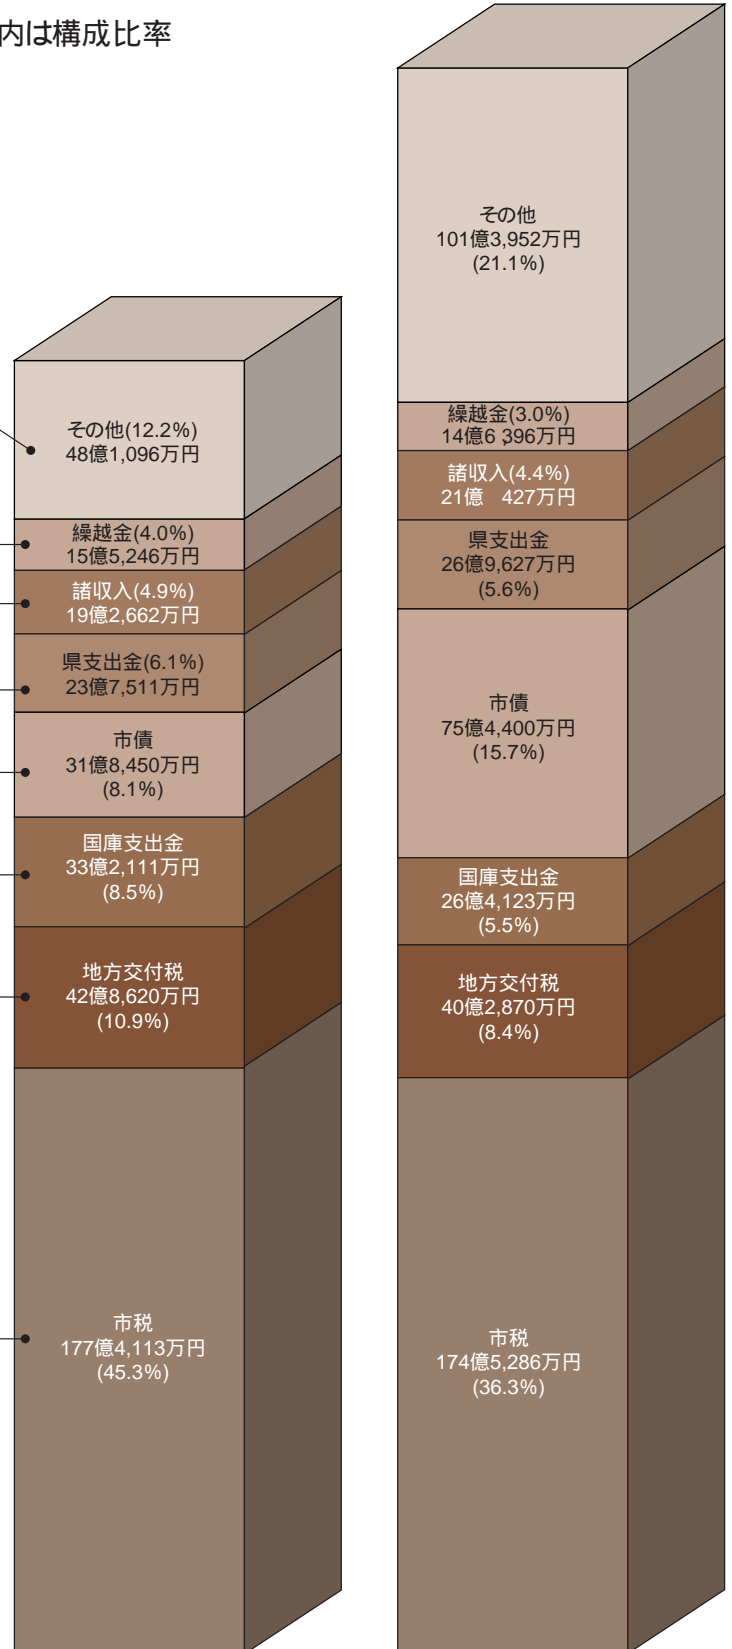 内は構成比率
その他(12.2%)
48億1,096万円
繰越金(4.0%)
15億5,246万円
諸収入(4.9%)
19億2,662万円
県支出金(6.1%)
23億7,511万円
市債
31億8,450万円
(8.1%)
国庫支出金
33億2,111万円
(8.5%)
地方交付税
42億8,620万円
(10.9%)
市税
177億4,113万円
(45.3%)
その他
101億3,952万円
(21.1%)
繰越金(3.0%)
14億6,396万円
諸収入(4.4%)
21億　427万円
県支出金
26億9,627万円
(5.6%)
市債
75億4,400万円
(15.7%)
国庫支出金
26億4,123万円
(5.5%)
地方交付税
40億2,870万円
(8.4%)
市税
174億5,286万円
(36.3%)